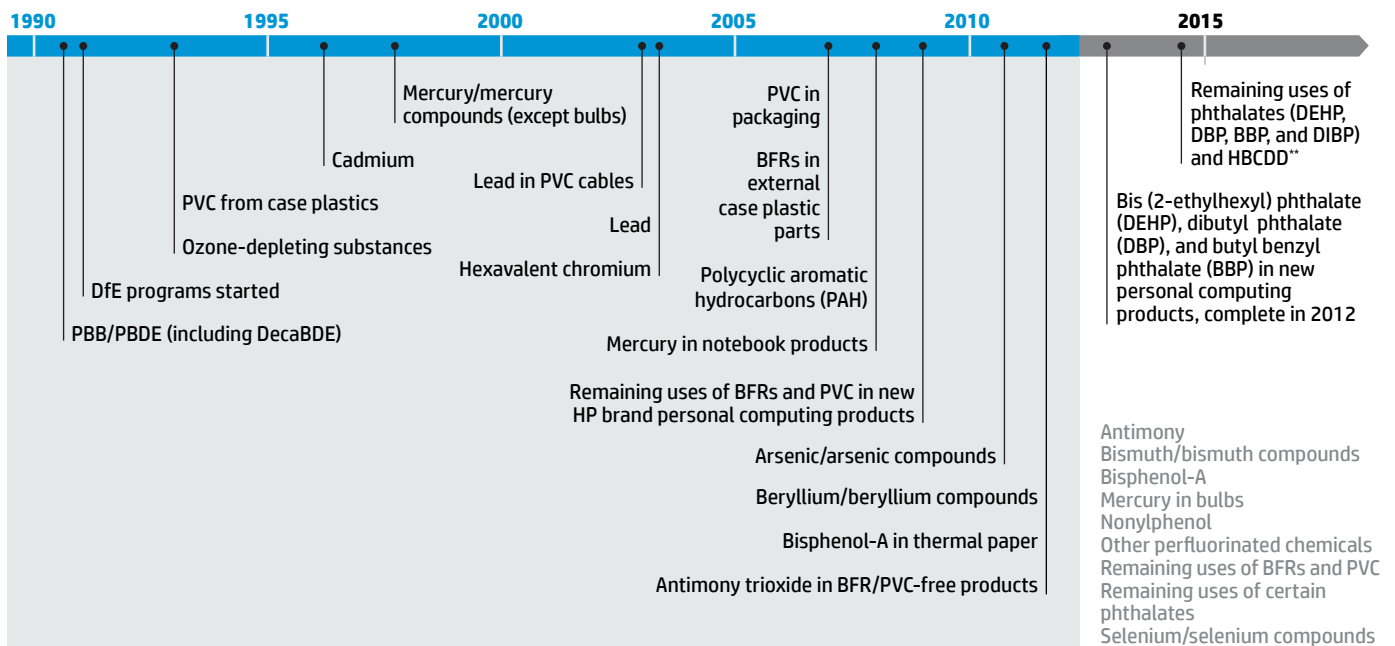 1990
1995
2000
2005
2010
2015
PBB/PBDE (including DecaBDE)
DfE programs started
PVC from case plastics
Ozone-depleting substances
Cadmium
Mercury/mercury
compounds (except bulbs)
Lead in PVC cables
Lead
Hexavalent chromium
PVC in
packaging
BFRs in
external
case plastic
parts
Polycyclic aromatic
hydrocarbons (PAH)
Mercury in notebook products
Remaining uses of BFRs and PVC in new
HP brand personal computing products
Arsenic/arsenic compounds
Beryllium/beryllium compounds
Bisphenol-A in thermal paper
Antimony trioxide in BFR/PVC-free products
Remaining uses of
phthalates (DEHP,
DBP, BBP, and DIBP)
and HBCDD**
Bis (2-ethylhexyl) phthalate
(DEHP), dibutyl phthalate
(DBP), and butyl benzyl
phthalate (BBP) in new
personal computing
products, complete in 2012
Antimony
Bismuth/bismuth compounds
Bisphenol-A
Mercury in bulbs
Nonylphenol
Other perfluorinated chemicals
Remaining uses of BFRs and PVC
Remaining uses of certain
phthalates
Selenium/selenium compounds